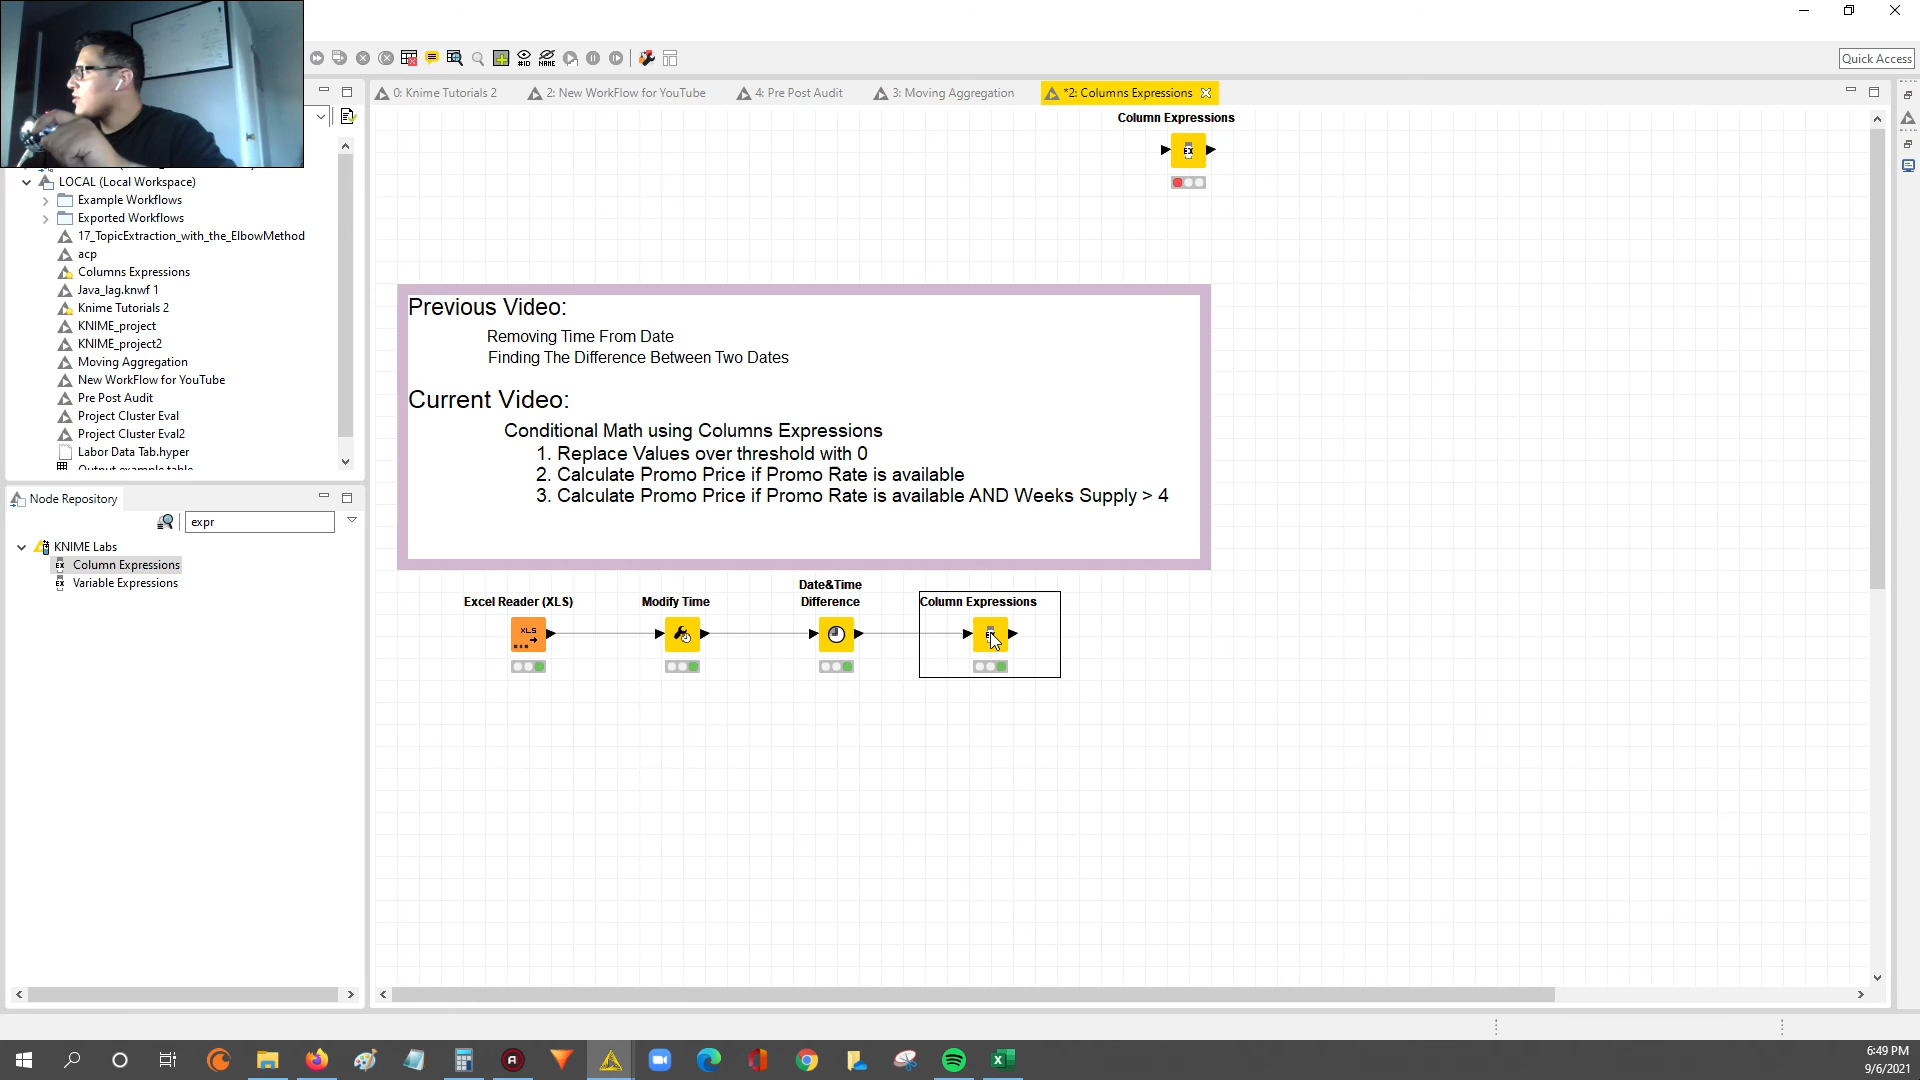 Quick Access
0: Knime Tutorials 2
2: New WorkFlow for YouTube
4: Pre Post Audit
3: Moving Aggregation
*2: Columns Expressions
LOCAL (Local Workspace)
Example Workflows
Exported Workflows
17_TopicExtraction_with_the_ElbowMethod
acp
Columns Expressions
Java_lag.knwf 1
Knime Tutorials 2
KNIME_project
KNIME_project2
Moving Aggregation
New WorkFlow for YouTube
Pre Post Audit
Project Cluster Eval
Project Cluster Eval2
Labor Data Tab.hyper
Output example table
Node Repository
expr
KNIME Labs
Column Expressions
Variable Expressions
Column Expressions
Previous Video:
Removing Time From Date
Finding The Difference Between Two Dates
Current Video:
Conditional Math using Columns Expressions
1. Replace Values over threshold with 0
2. Calculate Promo Price if Promo Rate is available
3. Calculate Promo Price if Promo Rate is available AND Weeks Supply > 4
Excel Reader (XLS)
XLS
Modify Time
Date&Time
Difference
Column Expressions
6:49 PM
9/6/2021